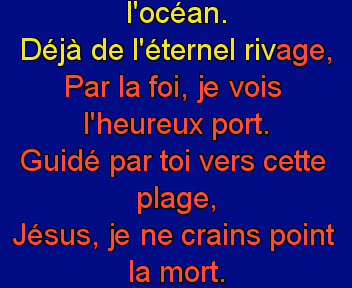 l'océan.
Déjà de l'éternel rivage,
Par la foi, je vois
l'heureux port.
Guidé par toi vers cette
plage,
Jésus, je ne crains point
la mort.